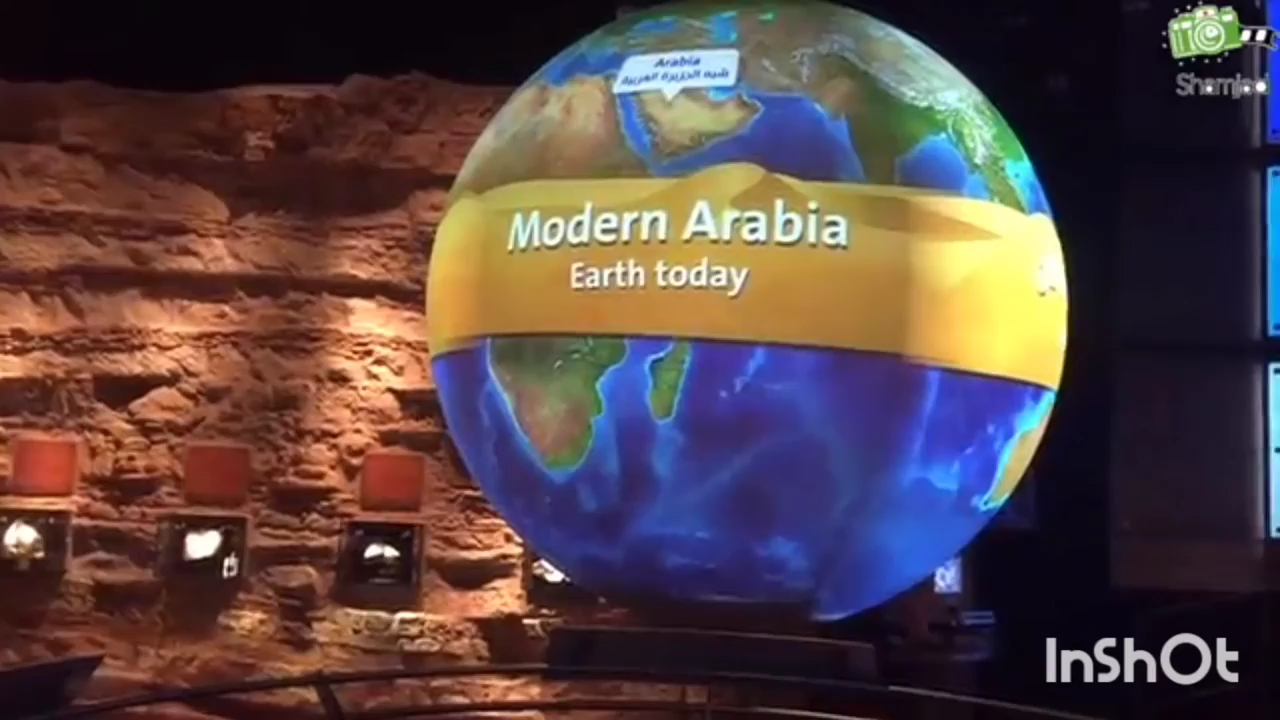 Shamjad
Arabia
شبه الجزيرة العربية
Modern Arabia
Earth today
InShOt